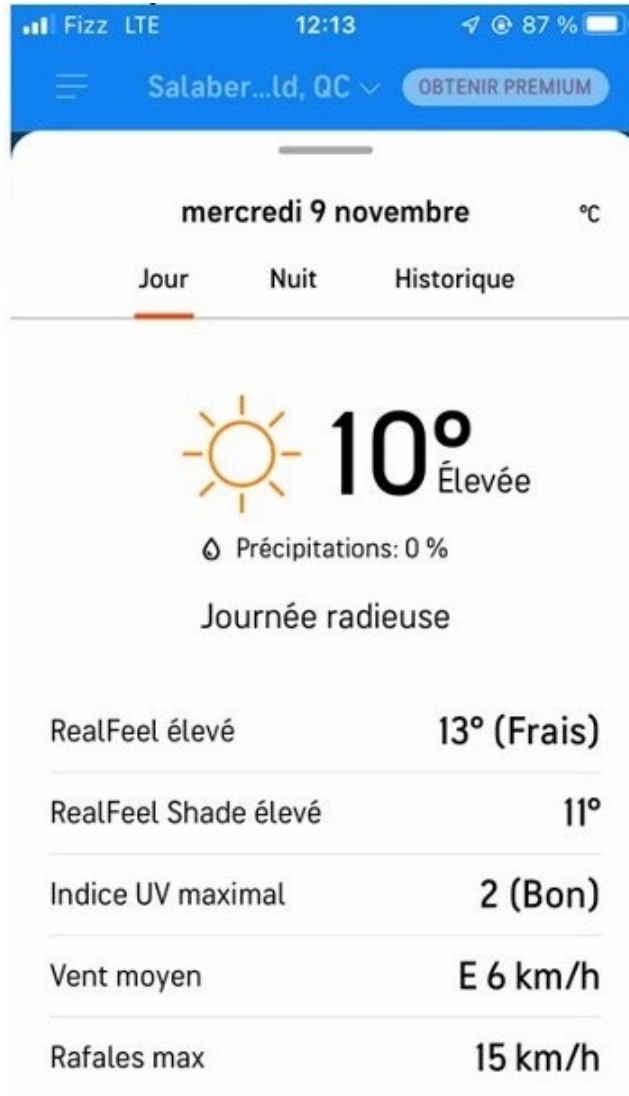 Fizz LTE 12:13 87 %
Salaber...ld, QC OBTENIR PREMIUM
mercredi 9 novembre °C
Jour Nuit Historique
10° Élevée
Précipitations: 0 %
Journée radieuse
RealFeel élevé 13° (Frais)
RealFeel Shade élevé 11°
Indice UV maximal 2 (Bon)
Vent moyen E 6 km/h
Rafales max 15 km/h